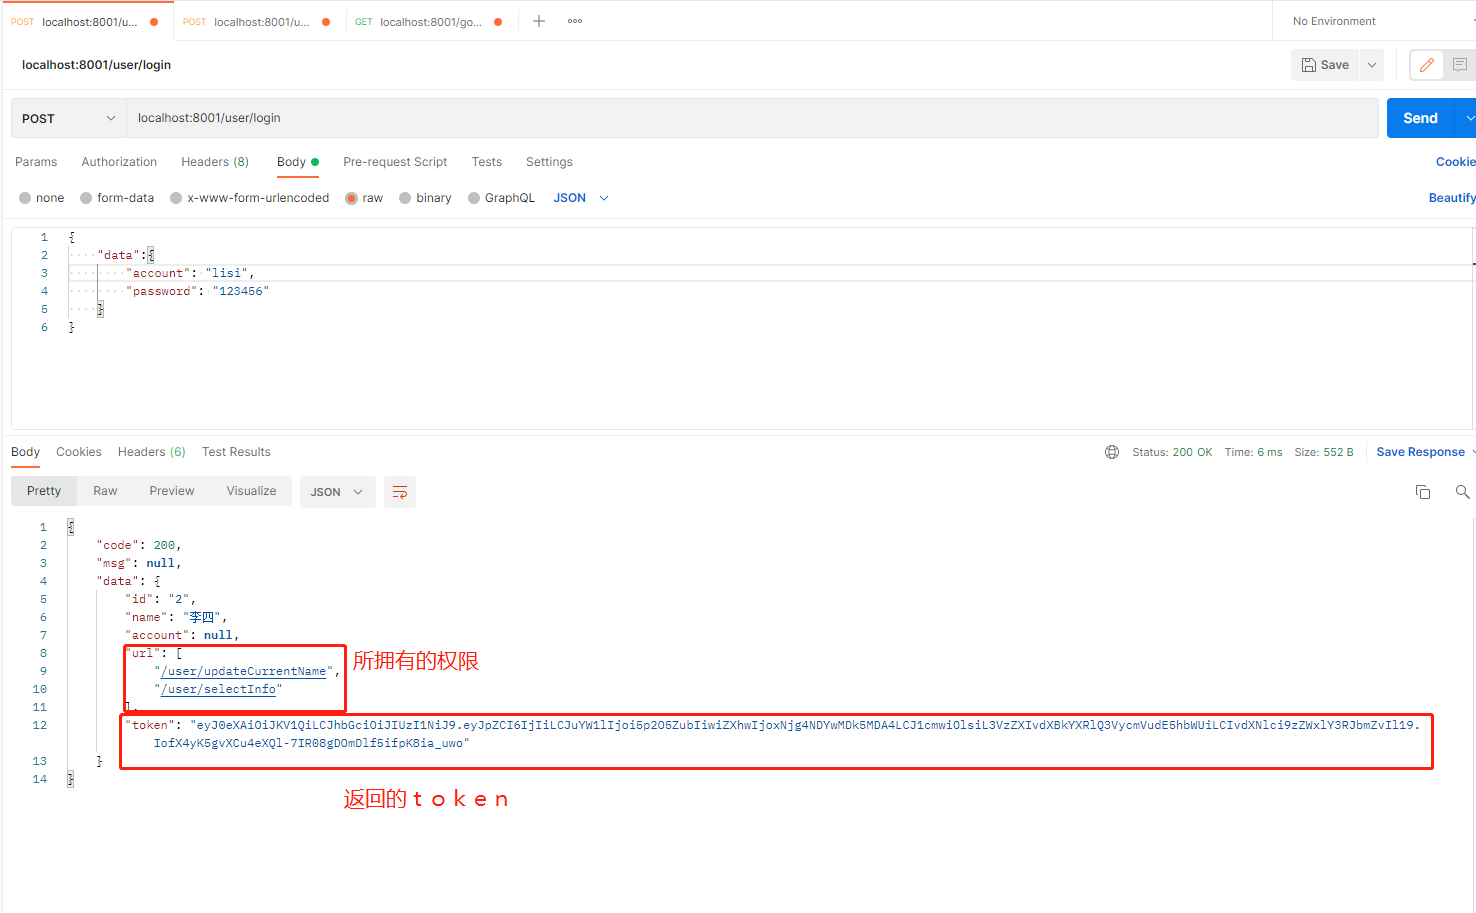 POST localhost:8001/u... POST localhost:8001/u... GET localhost:8001/go... No Environment
localhost:8001/user/login Save
POST localhost:8001/user/login Send
Params Authorization Headers (8) Body Pre-request Script Tests Settings Cookie
none form-data x-www-form-urlencoded raw binary GraphQL JSON Beautify
1 {
2 "data":{
3 "account": "lisi",
4 "password": "123456"
5 }
6 }
Body Cookies Headers (6) Test Results Status: 200 OK Time: 6 ms Size: 552 B Save Response
Pretty Raw Preview Visualize JSON
1 {
2 "code": 200,
3 "msg": null,
4 "data": {
5 "id": "2",
6 "name": "李四",
7 "account": null,
8 "url": [
所拥有的权限
9 "/user/updateCurrentName",
10 "/user/selectInfo"
11 ],
12 "token": "eyJ0eXAiOiJKV1QiLCJhbGciOiJIUzI1NiJ9.eyJpZCI6IjIiLCJuYW1lIjoi5p2O5ZubIiwiZXhwIjoxNjg4NDYwMDk5MDA4LCJ1cmwiOlsiL3VzZXIvdXBkYXRlQ3VycmVudE5hbWUiLCIvdXNlci9zZWxlY3RJbmZvIl19.
IofX4yK5gvXCu4eXQl-7IR08gDOmDlf5ifpK8ia_uwo"
13 }
14 }
返回的ｔｏｋｅｎ